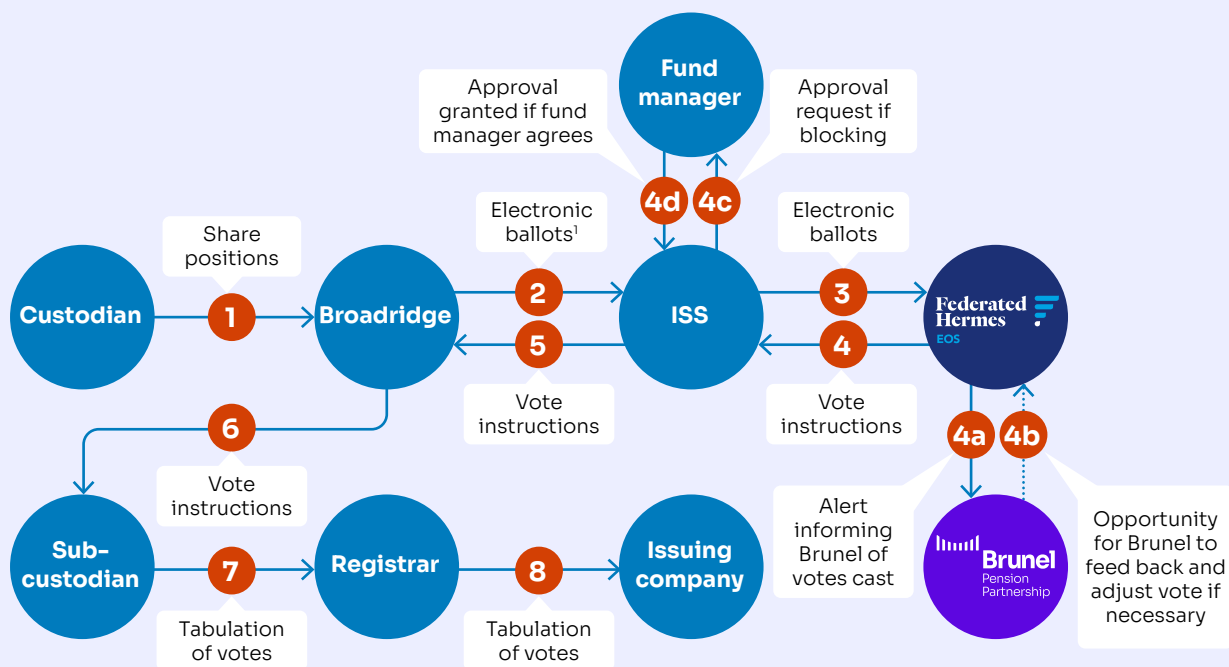 Fund
manager
Approval
granted if fund
manager agrees
Approval
request if
blocking
4d
4c
Share
positions
Electronic
ballots¹
Electronic
ballots
Custodian
1
Broadridge
2
5
ISS
3
4
Federated
Hermes
EOS
Vote
instructions
Vote
instructions
6
Vote
instructions
4a
4b
Alert
informing
Brunel of
votes cast
Opportunity
for Brunel to
feed back and
adjust vote if
necessary
Sub-
custodian
7
Registrar
8
Issuing
company
Brunel
Pension
Partnership
Tabulation
of votes
Tabulation
of votes